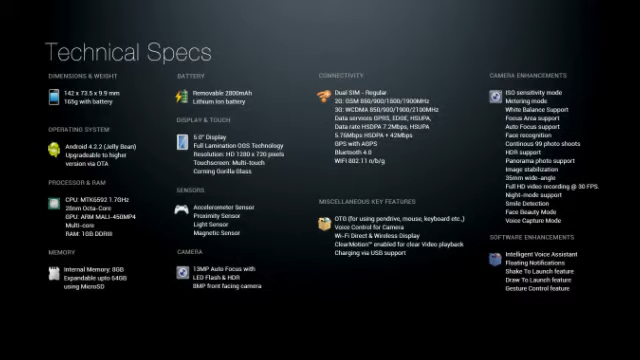 Technical Specs
DIMENSIONS & WEIGHT
142 x 73.5 x 9.9 mm
165g with battery
OPERATING SYSTEM
Android 4.2.2 (Jelly Bean)
Upgradeable to higher
version via OTA
PROCESSOR & RAM
CPU: MTK6592 1.7GHz
28nm Octa-Core
GPU: ARM MALI-450MP4
Multi-core
RAM: 1GB DDRIII
MEMORY
Internal Memory: 8GB
Expandable upto 64GB
using MicroSD
BATTERY
Removable 2800mAh
Lithium Ion battery
DISPLAY & TOUCH
5.0" Display
Full Lamination OGS Technology
Resolution: HD 1280 x 720 pixels
Touchscreen: Multi-touch
Corning Gorilla Glass
SENSORS
Accelerometer Sensor
Proximity Sensor
Light Sensor
Magnetic Sensor
CAMERA
13MP Auto Focus with
LED Flash & HDR
8MP front facing camera
CONNECTIVITY
Dual SIM - Regular
2G: GSM 850/900/1800/1900MHz
3G: WCDMA 850/900/1900/2100MHz
Data services GPRS, EDGE, HSUPA,
Data rate HSDPA 7.2Mbps, HSUPA
5.76Mbps HSDPA + 42Mbps
GPS with AGPS
Bluetooth 4.0
WIFI 802.11 n/b/g
MISCELLANEOUS KEY FEATURES
OTG (for using pendrive, mouse, keyboard etc.,)
Voice Control for Camera
Wi-Fi Direct & Wireless Display
ClearMotion™ enabled for clear Video playback
Charging via USB support
CAMERA ENHANCEMENTS
ISO sensitivity mode
Metering mode
White Balance Support
Focus Area support
Auto Focus support
Face recognition
Continous 99 photo shoots
HDR support
Panorama photo support
Image stabilization
35mm wide-angle
Full HD video recording @ 30 FPS
Night-mode support
Smile Detection
Face Beauty Mode
Voice Capture Mode
SOFTWARE ENHANCEMENTS
Intelligent Voice Assistant
Floating Notifications
Shake To Launch feature
Draw To Launch feature
Gesture Control feature